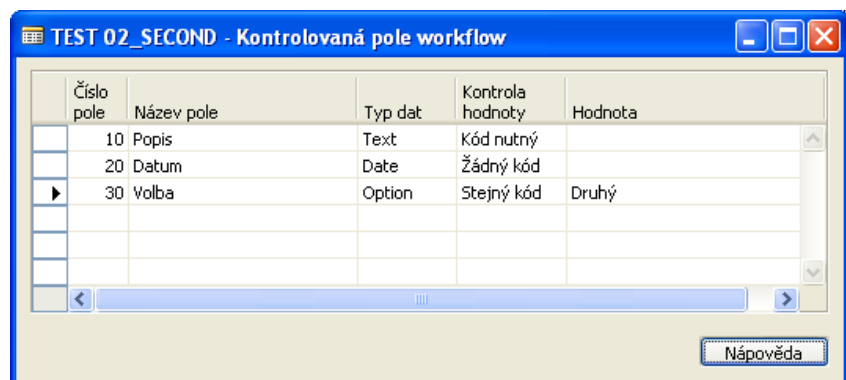 TEST 02_SECOND - Kontrolovaná pole workflow
Číslo pole Název pole Typ dat Kontrola hodnoty Hodnota
10 Popis Text Kód nutný
20 Datum Date Žádný kód
30 Volba Option Stejný kód Druhý
Nápověda